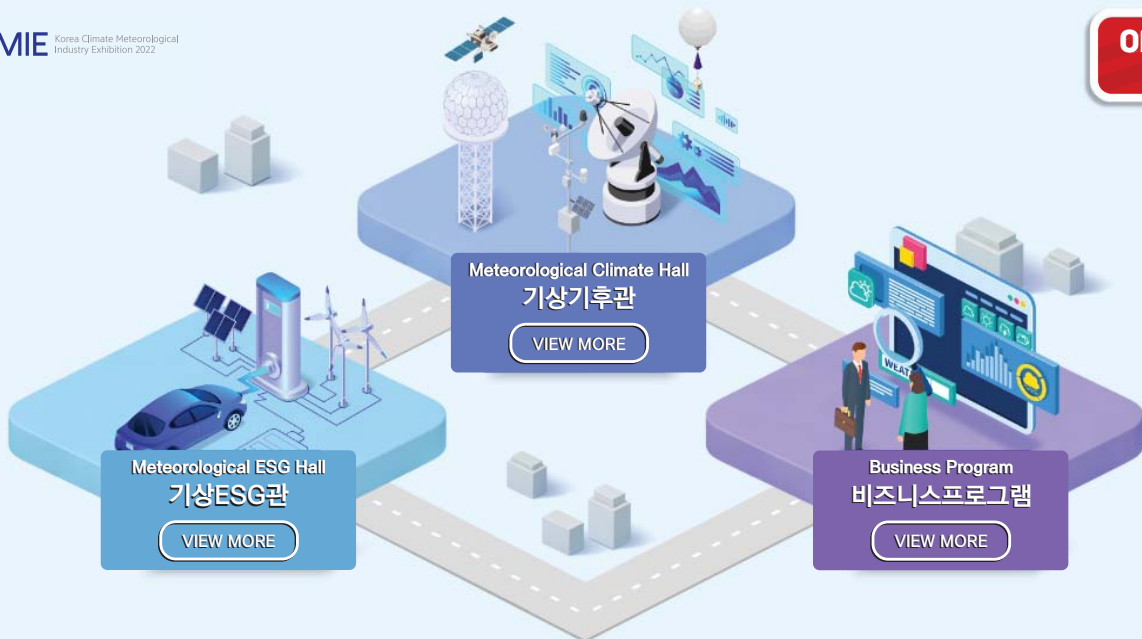 MIE Korea Climate Meteorological
Industry Exhibition 2022
Meteorological Climate Hall
기상기후관
VIEW MORE
WEAT
Meteorological ESG Hall
기상ESG관
VIEW MORE
Business Program
비즈니스프로그램
VIEW MORE